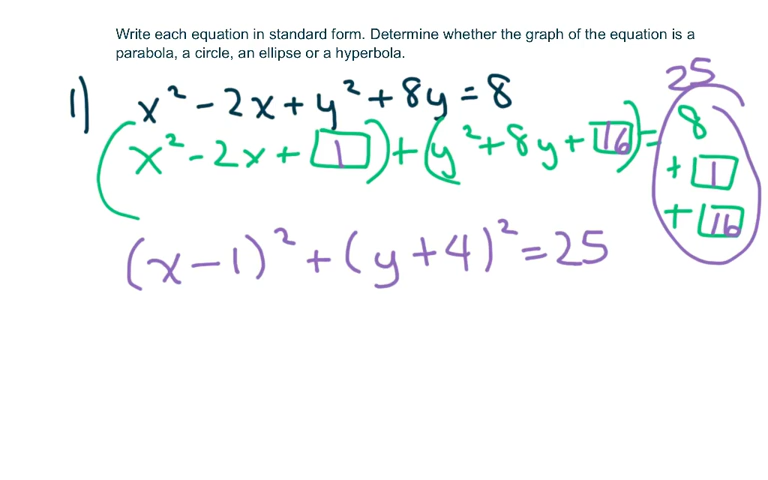 Write each equation in standard form. Determine whether the graph of the equation is a
parabola, a circle, an ellipse or a hyperbola.
25
1) x² - 2x + y² + 8y = 8
(x² - 2x + 1) + (y² + 8y + 16) = 8
+ 1
+ 16
(x - 1)² + (y + 4)² = 25